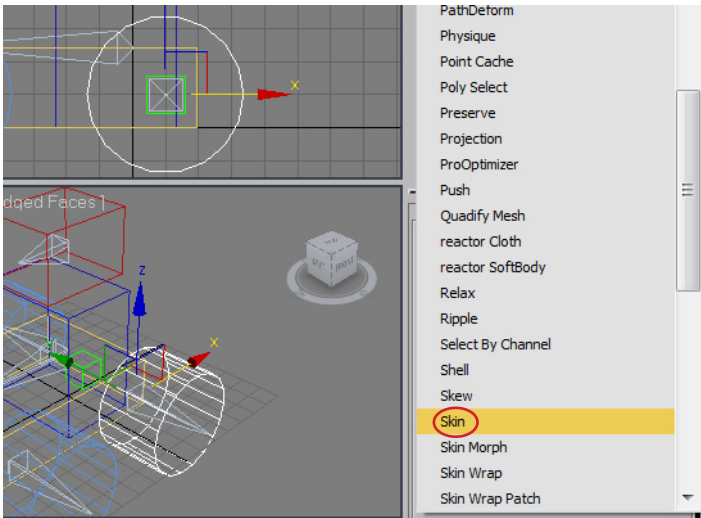 PathDeform
Physique
Point Cache
Poly Select
Preserve
Projection
ProOptimizer
Push
Quadify Mesh
reactor Cloth
reactor SoftBody
Relax
Ripple
Select By Channel
Shell
Skew
Skin
Skin Morph
Skin Wrap
Skin Wrap Patch
x
dged Faces ]
z
x